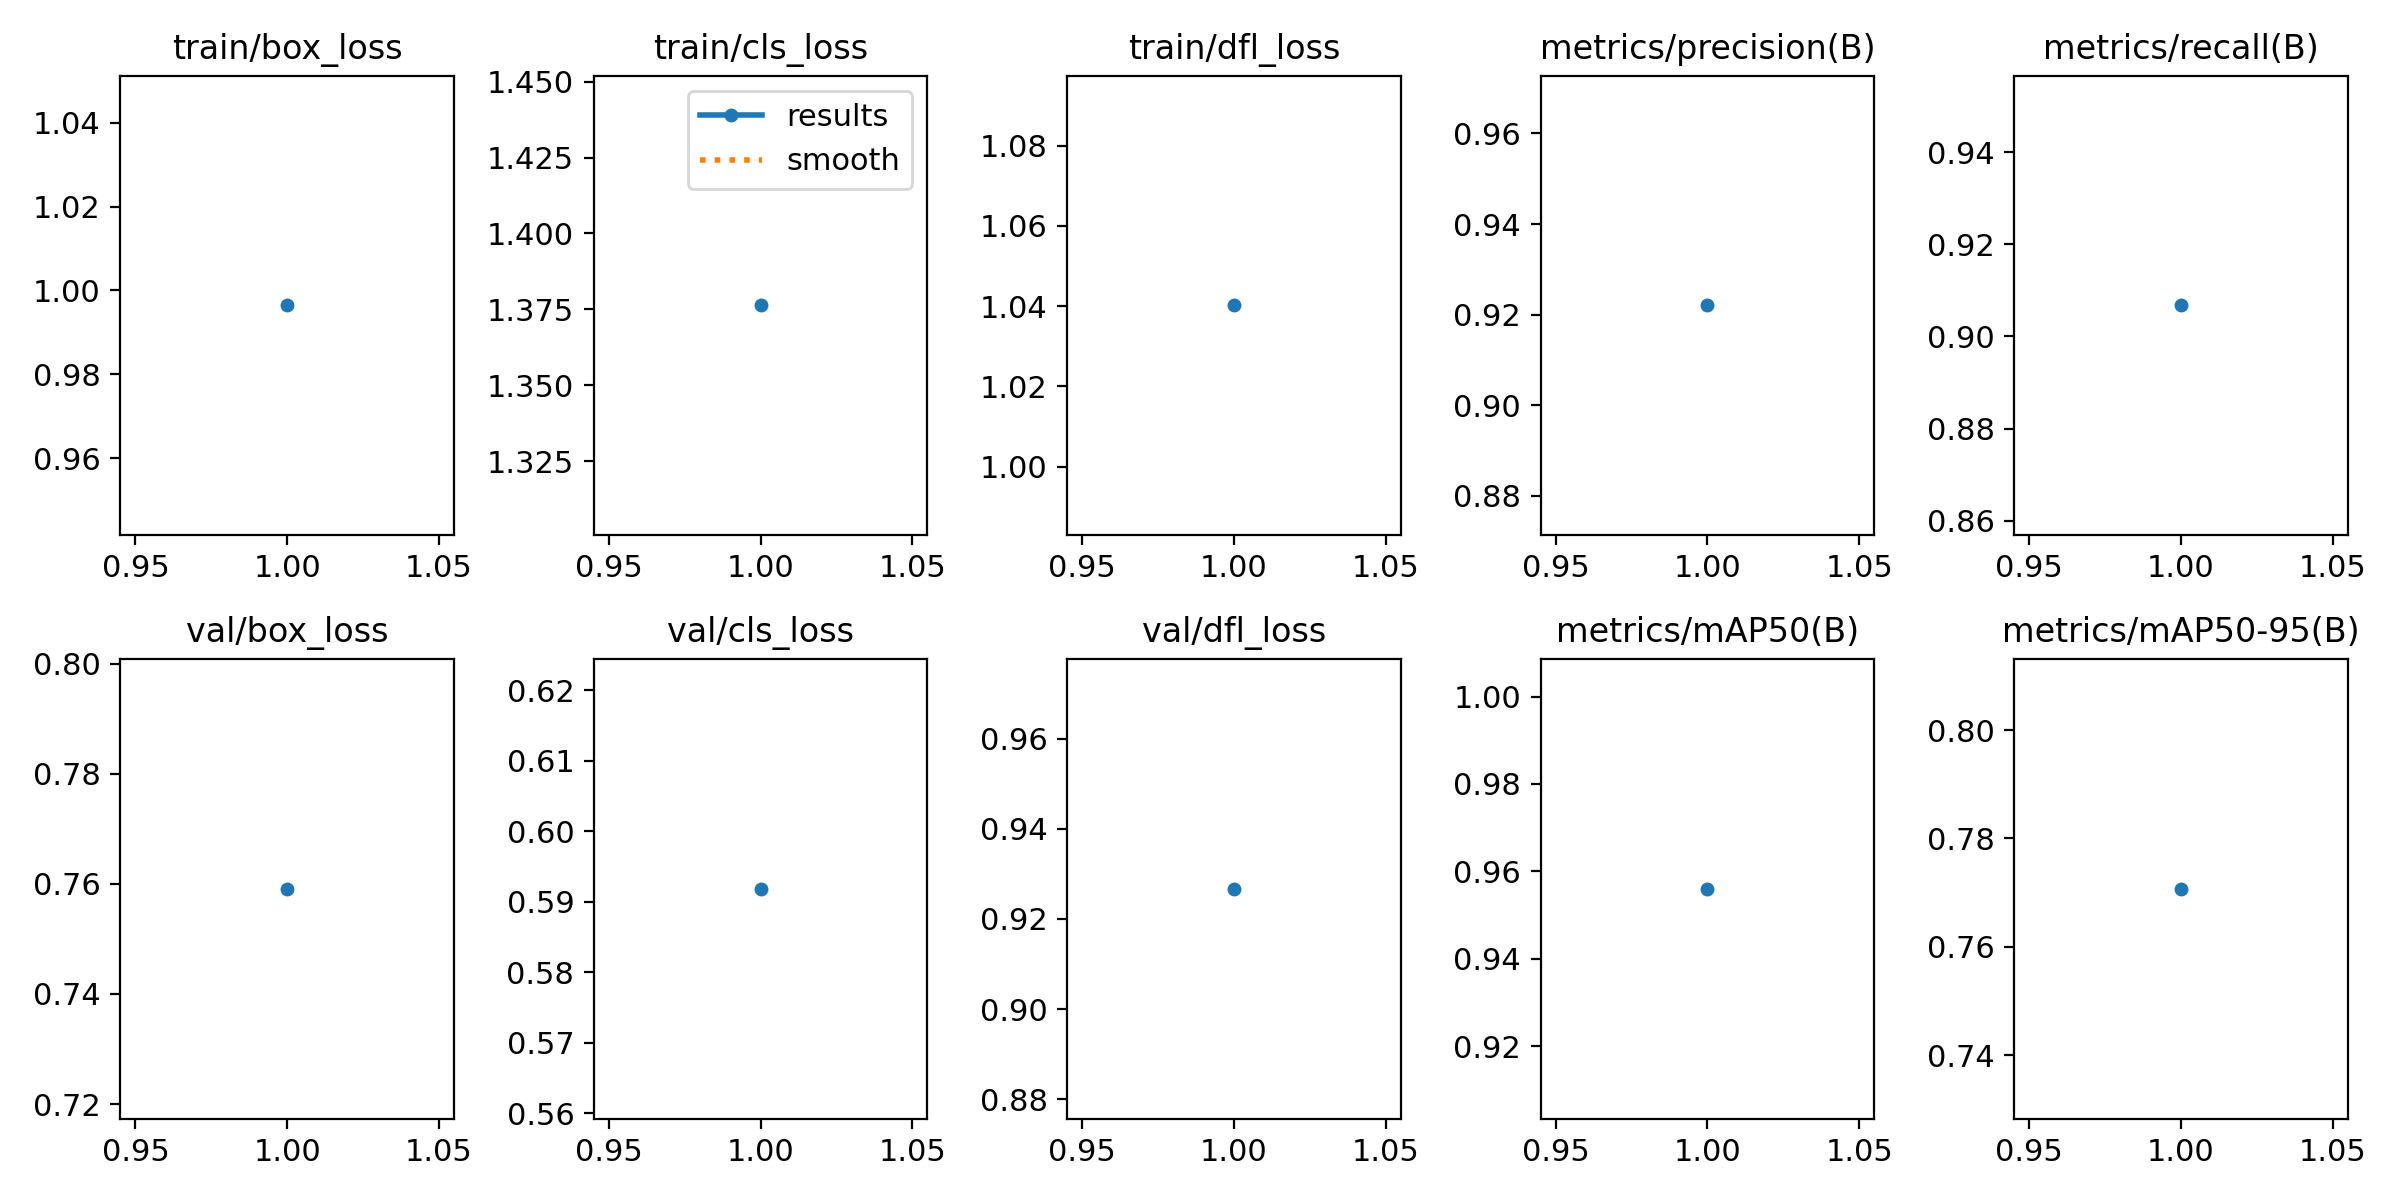 train/box_loss
1.04
1.02
1.00
0.98
0.96
0.95 1.00 1.05
train/cls_loss
1.450
1.425
1.400
1.375
1.350
1.325
results
smooth
0.95 1.00 1.05
train/dfl_loss
1.08
1.06
1.04
1.02
1.00
0.95 1.00 1.05
metrics/precision(B)
0.96
0.94
0.92
0.90
0.88
0.95 1.00 1.05
metrics/recall(B)
0.94
0.92
0.90
0.88
0.86
0.95 1.00 1.05
val/box_loss
0.80
0.78
0.76
0.74
0.72
0.95 1.00 1.05
val/cls_loss
0.62
0.61
0.60
0.59
0.58
0.57
0.56
0.95 1.00 1.05
val/dfl_loss
0.96
0.94
0.92
0.90
0.88
0.95 1.00 1.05
metrics/mAP50(B)
1.00
0.98
0.96
0.94
0.92
0.95 1.00 1.05
metrics/mAP50-95(B)
0.80
0.78
0.76
0.74
0.95 1.00 1.05